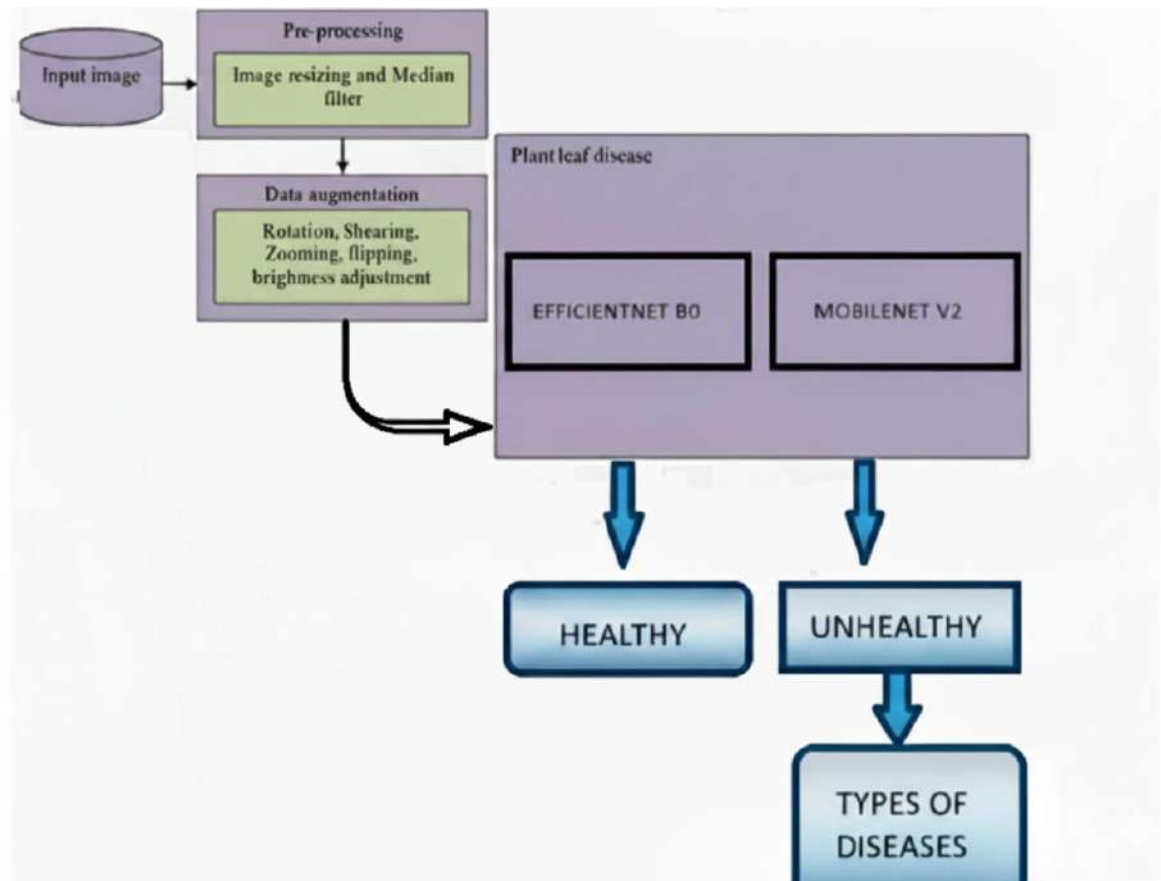 Input image
Pre-processing
Image resizing and Median
filter
Data augmentation
Rotation, Shearing,
Zooming, flipping,
brighmess adjustment
Plant leaf disease
EFFICIENTNET B0
MOBILENET V2
HEALTHY
UNHEALTHY
TYPES OF
DISEASES